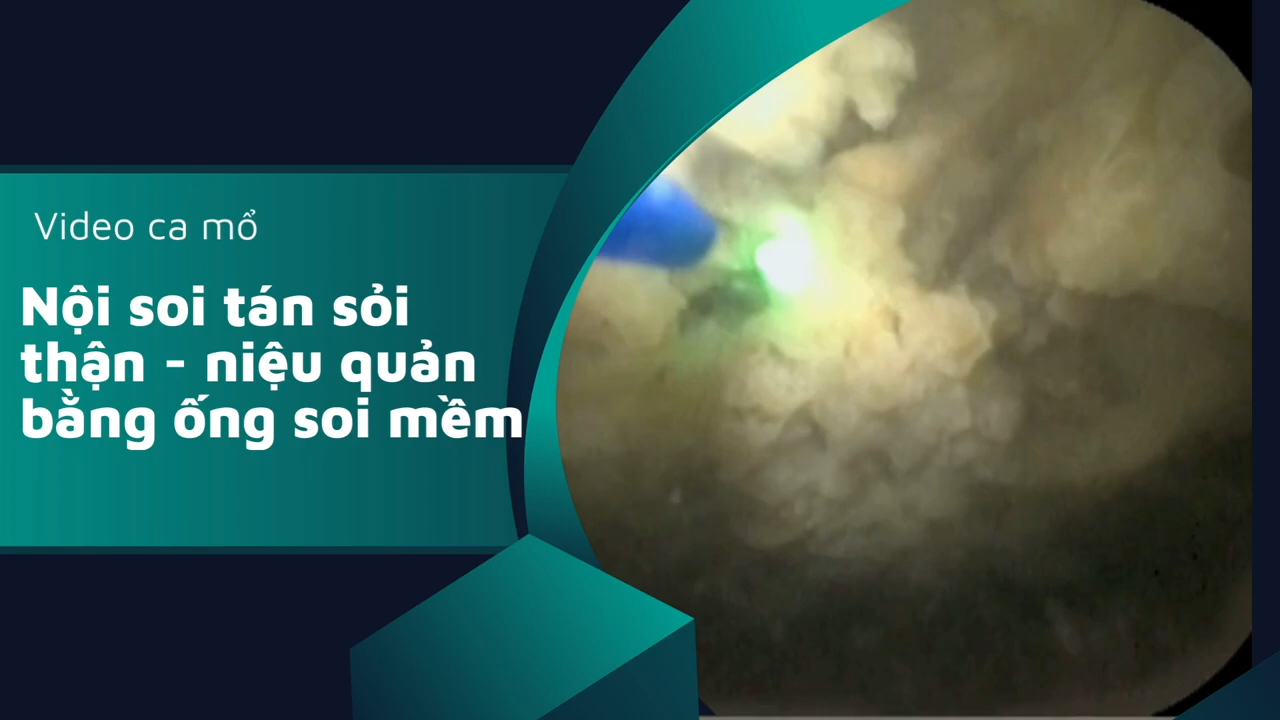 Video ca mổ
Nội soi tán sỏi
thận - niệu quản
bằng ống soi mềm